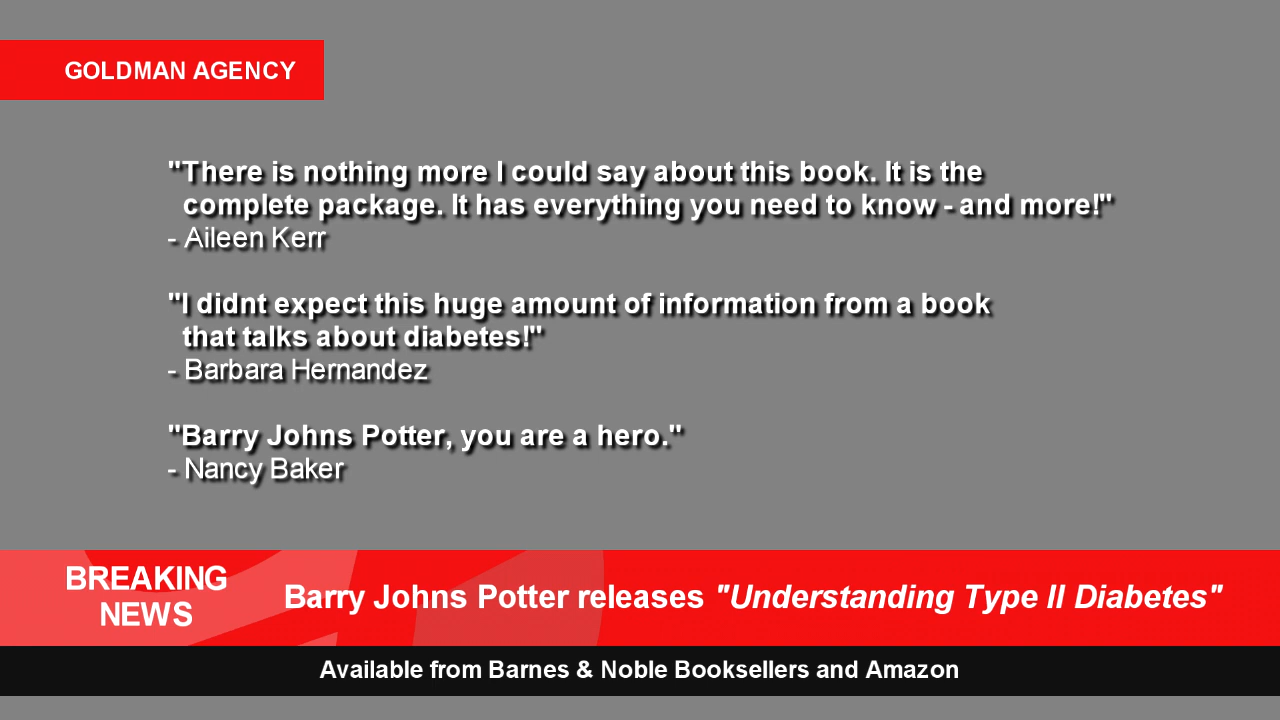 GOLDMAN AGENCY
"There is nothing more I could say about this book. It is the
complete package. It has everything you need to know - and more!"
- Aileen Kerr
"I didnt expect this huge amount of information from a book
that talks about diabetes!"
- Barbara Hernandez
"Barry Johns Potter, you are a hero."
- Nancy Baker
BREAKING
NEWS
Barry Johns Potter releases "Understanding Type II Diabetes"
Available from Barnes & Noble Booksellers and Amazon